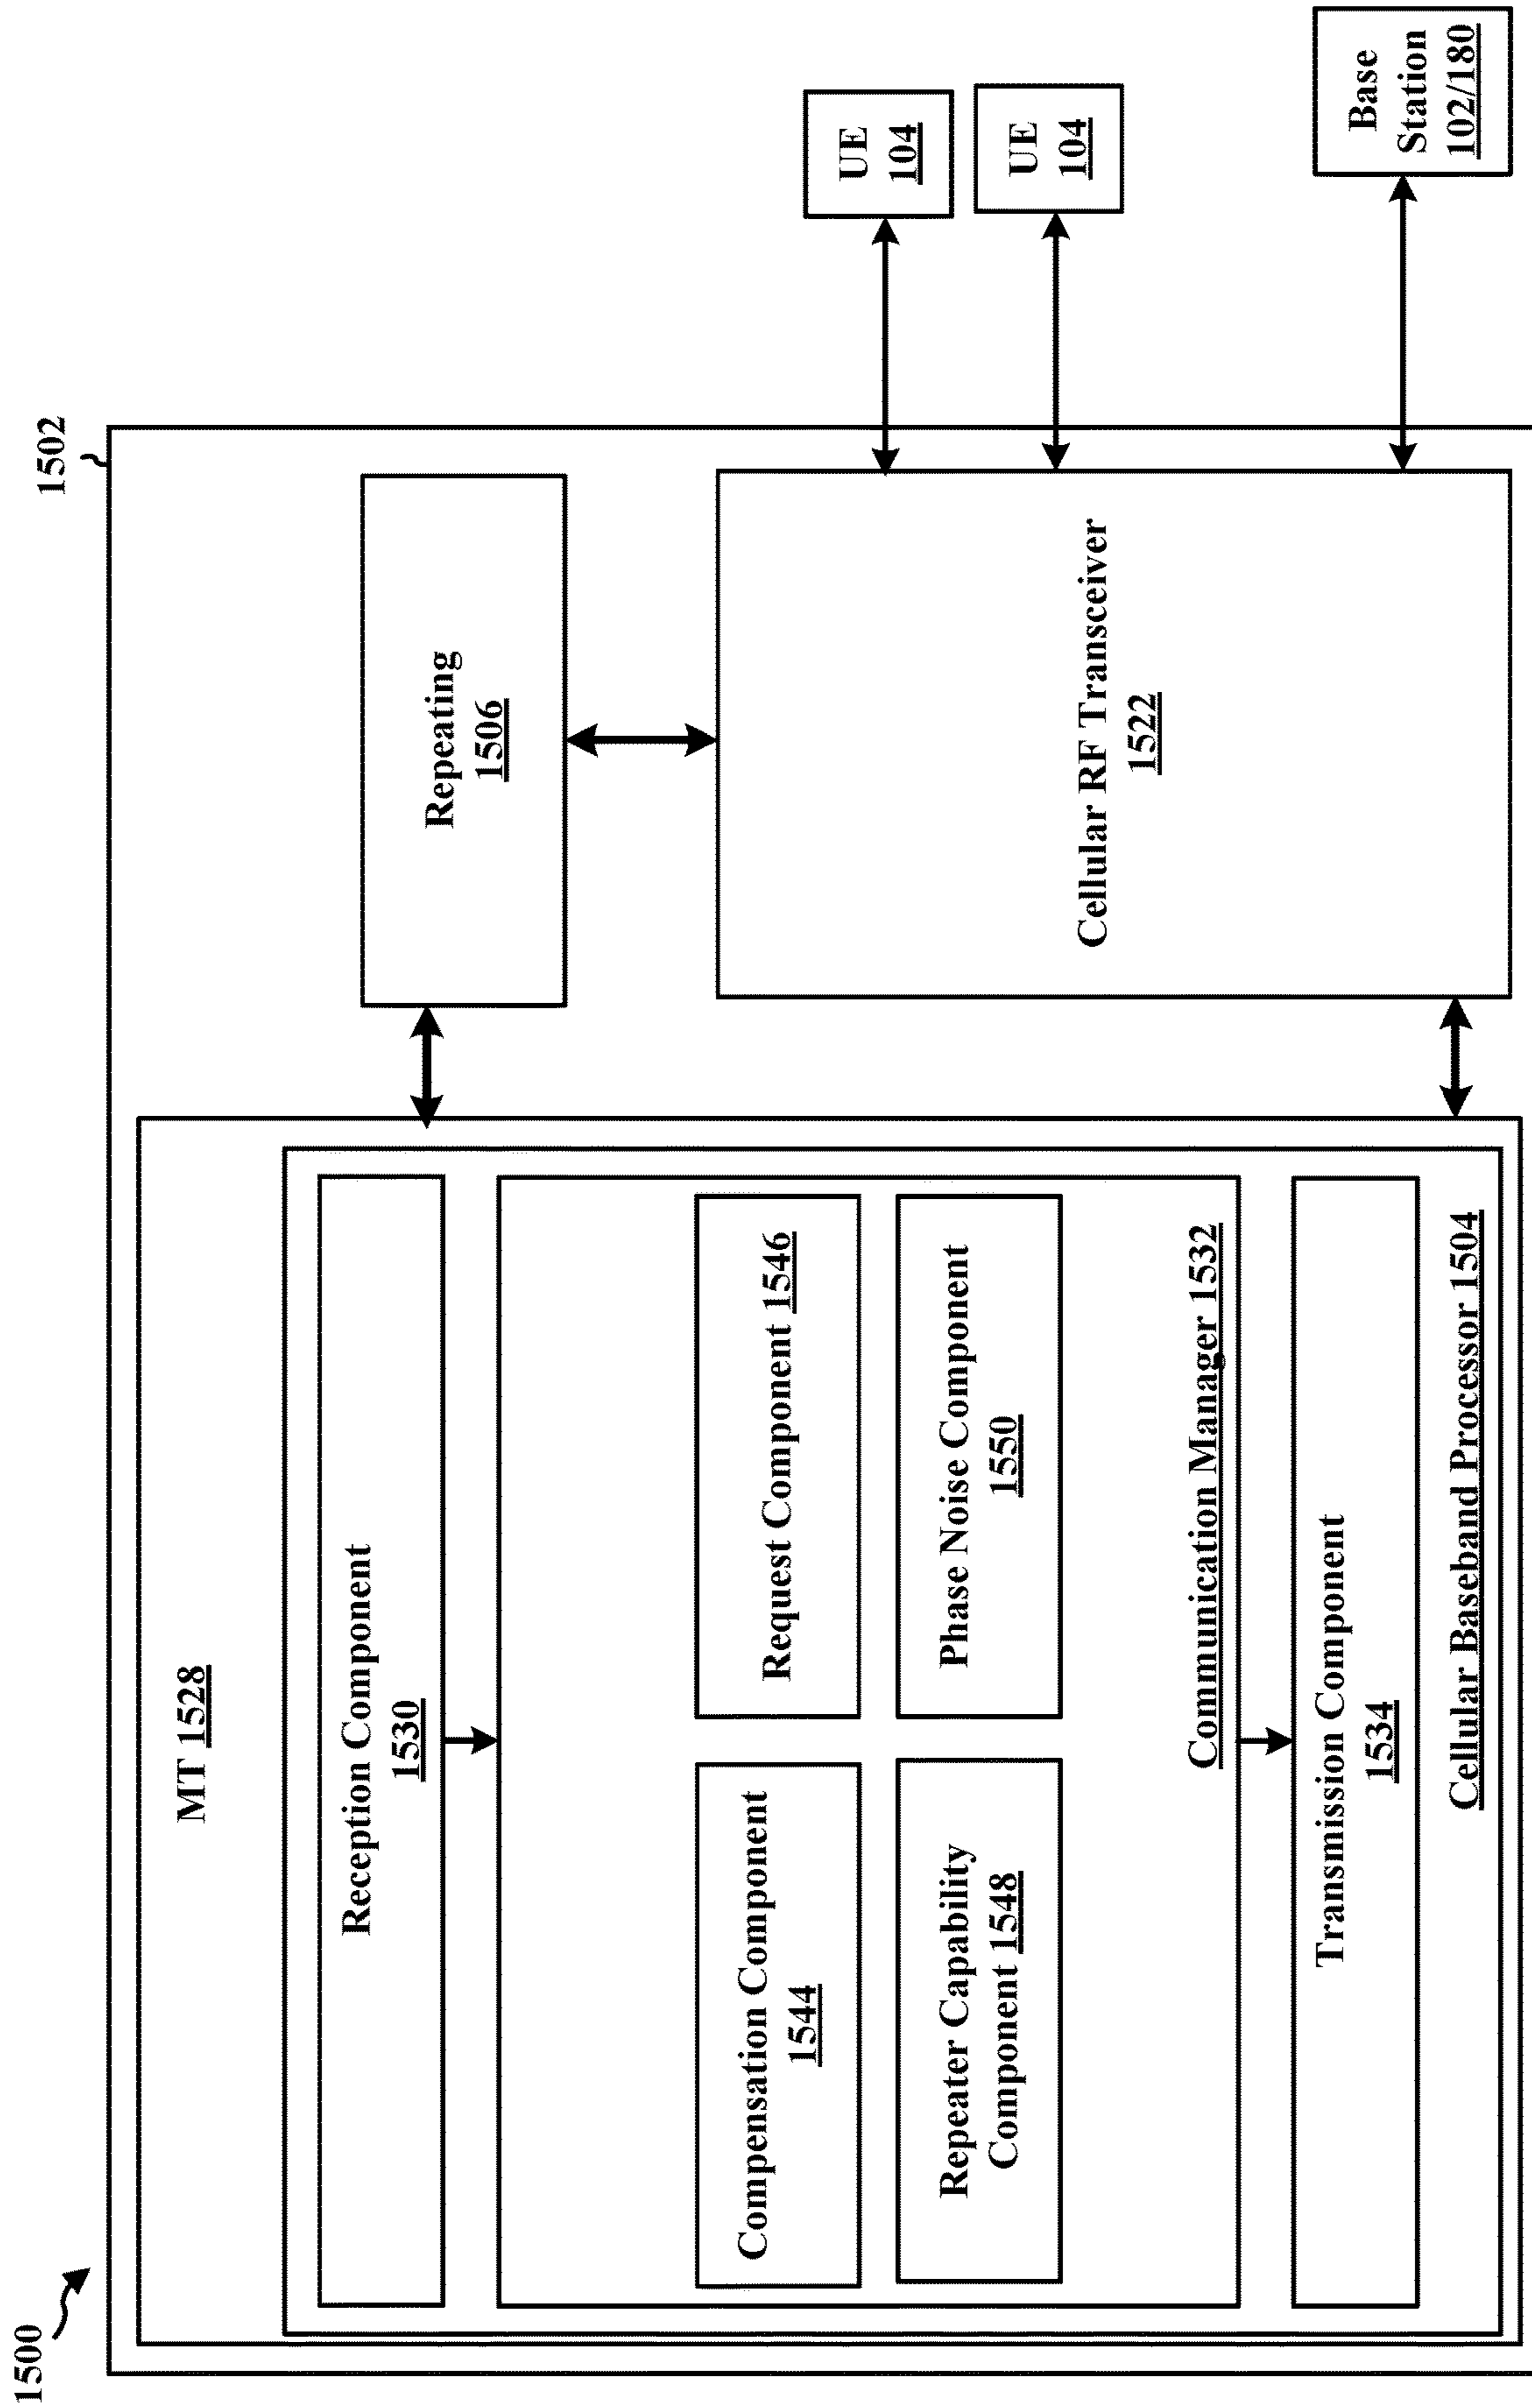 1500
1502
MT 1528
Reception Component
1530
Compensation Component
1544
Request Component 1546
Repeater Capability
Component 1548
Phase Noise Component
1550
Communication Manager 1532
Transmission Component
1534
Cellular Baseband Processor 1504
Repeating
1506
Cellular RF Transceiver
1522
UE
104
UE
104
Base
Station
102/180